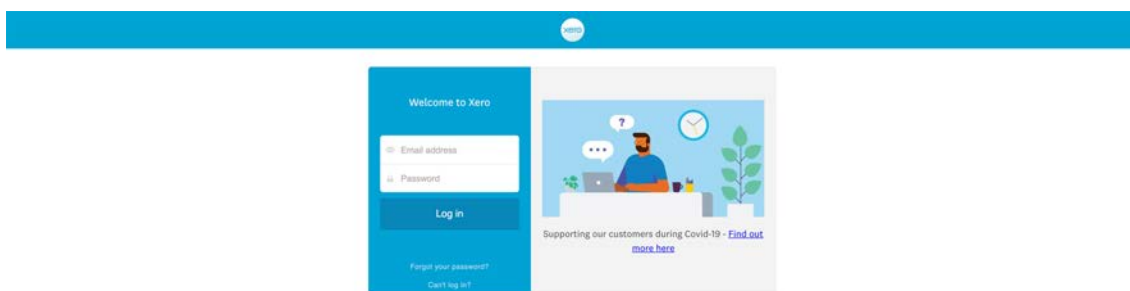 xero
Welcome to Xero
Email address
Password
Log in
Forgot your password?
Can't log in?
?
Supporting our customers during Covid-19 - Find out
more here